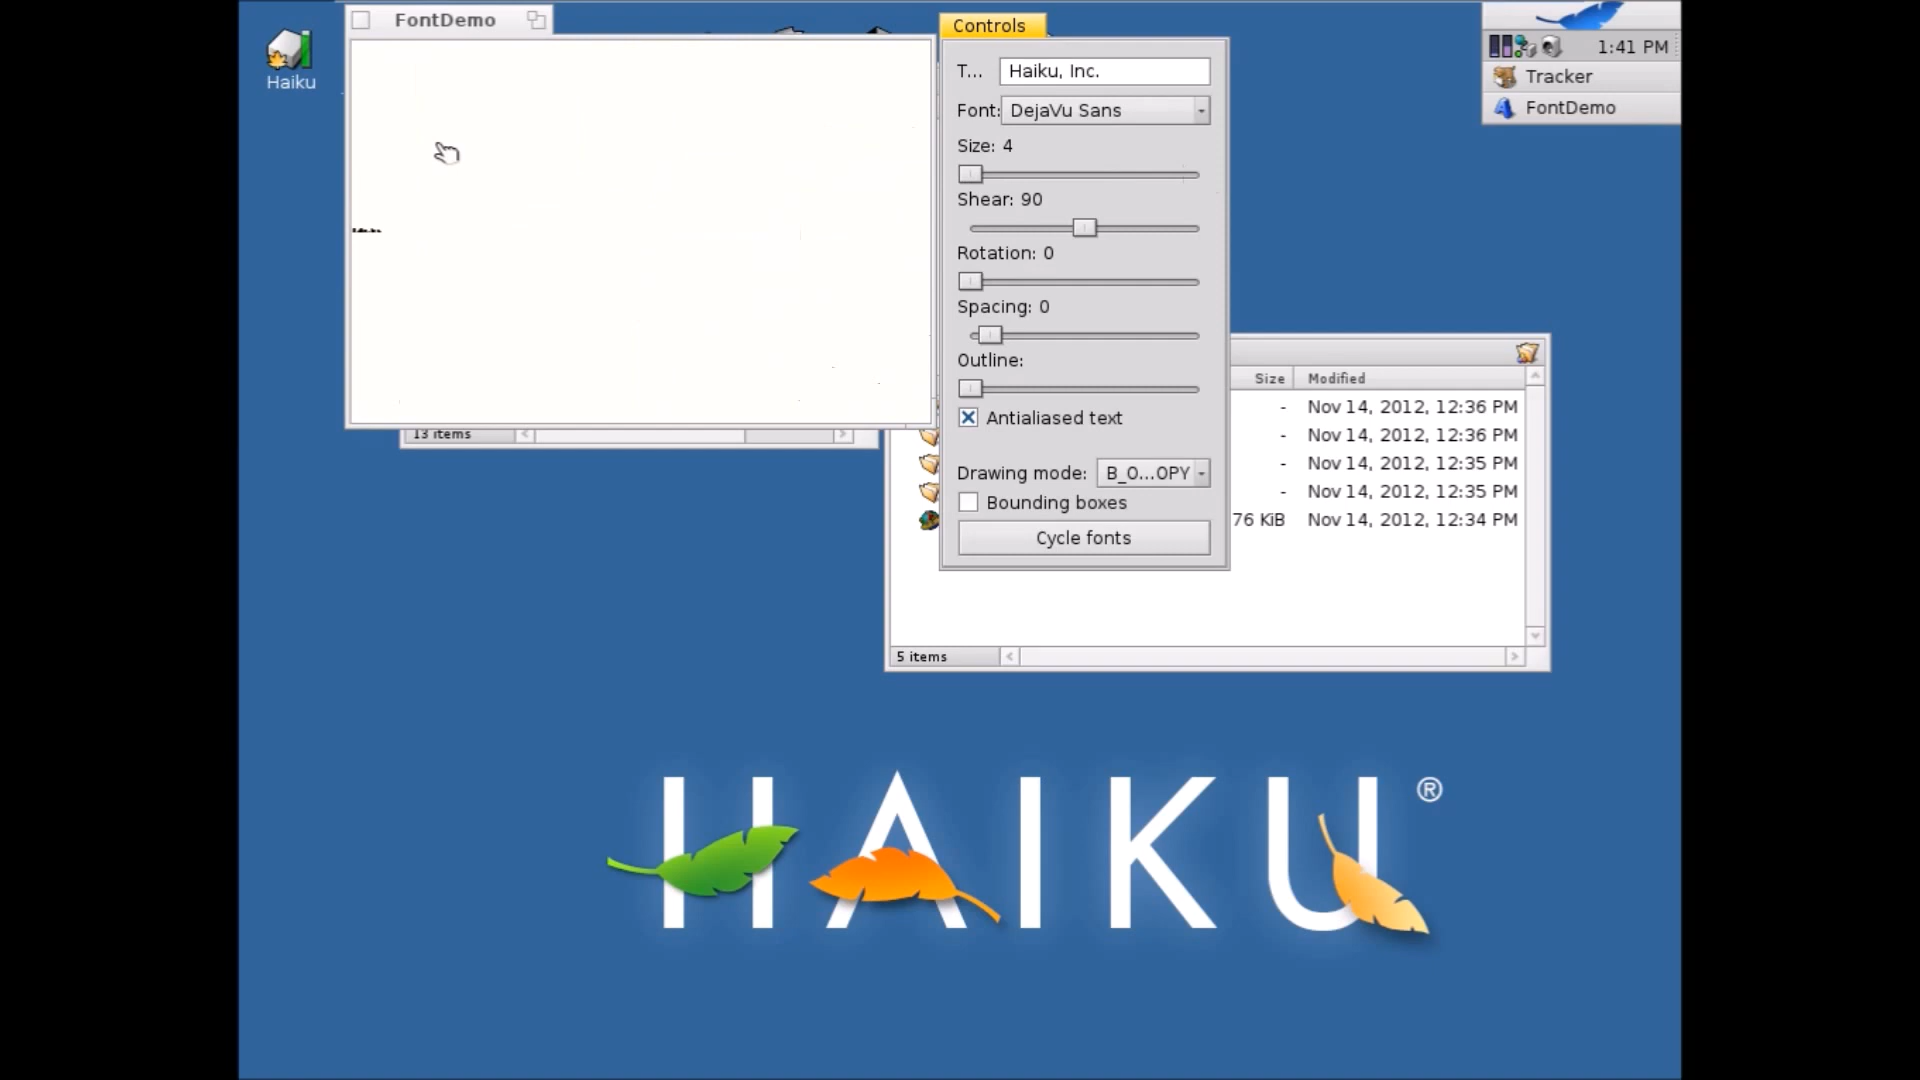 FontDemo
Haiku
Controls
T... Haiku, Inc.
Font: DejaVu Sans
Size: 4
Shear: 90
Rotation: 0
Spacing: 0
Outline:
Antialiased text
Drawing mode: B_O...OPY
Bounding boxes
Cycle fonts
1:41 PM
Tracker
FontDemo
13 items
Size Modified
- Nov 14, 2012, 12:36 PM
- Nov 14, 2012, 12:36 PM
- Nov 14, 2012, 12:35 PM
- Nov 14, 2012, 12:35 PM
76 KiB Nov 14, 2012, 12:34 PM
5 items
HAIKU®